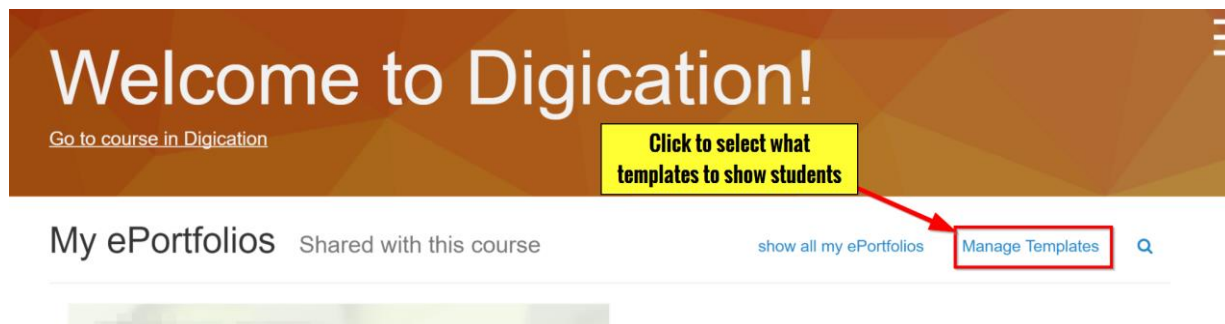 Welcome to Digication!
Go to course in Digication
Click to select what
templates to show students
My ePortfolios Shared with this course show all my ePortfolios Manage Templates